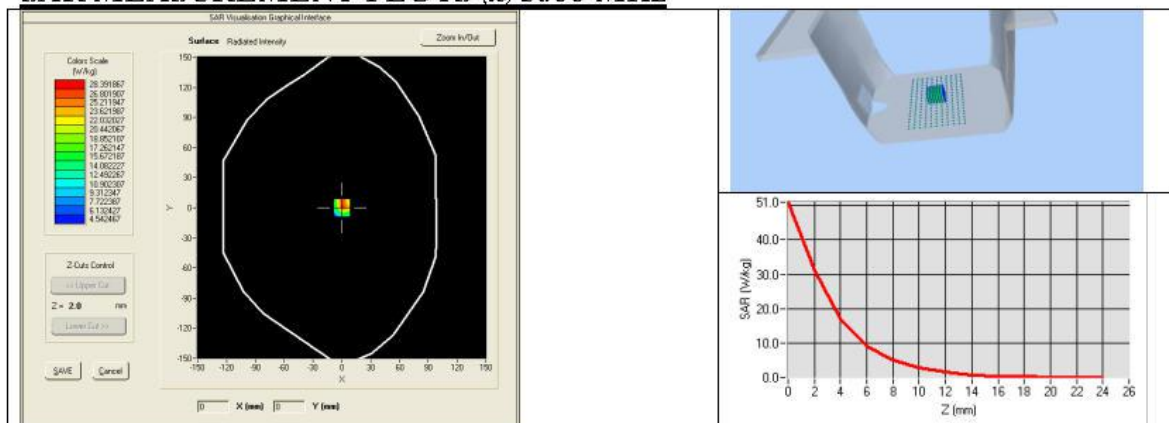 SAR Visualisation Graphical Interface
Surface Radiated Intensity
Zoom In/Out
Colors Scale
(W/kg)
28.391867
26.801907
25.211947
23.621987
22.032027
20.442067
18.852107
17.262147
15.672187
14.082227
12.492267
10.902307
9.312347
7.722387
6.132427
4.542467
Z-Cuts Control
<< Upper Cut
Z = 2.0 mm
Lower Cut >>
SAVE Cancel
150
120
90
60
30
0
-30
-60
-90
-120
-150
Y
-150 -120 -90 -60 -30 0 30 60 90 120 150
X
0 X (mm) 0 Y (mm)
51.0
40.0
30.0
20.0
10.0
0.0
SAR (W/kg)
0 2 4 6 8 10 12 14 16 18 20 22 24 26
Z (mm)